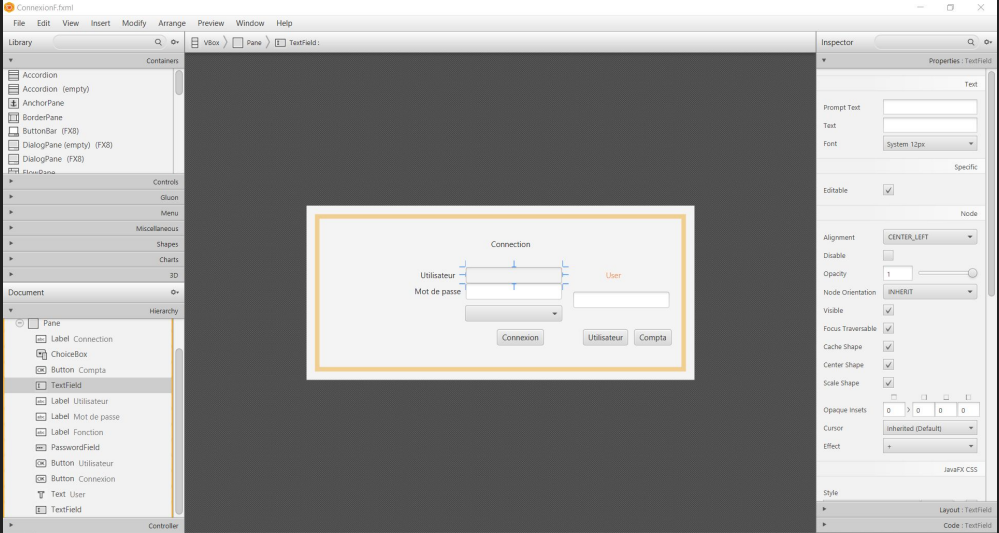 ConnexionF.fxml
File Edit View Insert Modify Arrange Preview Window Help
Library
VBox Pane TextField :
Inspector
Containers
Accordion
Accordion (empty)
AnchorPane
BorderPane
ButtonBar (FX8)
DialogPane (empty) (FX8)
DialogPane (FX8)
FlowPane
Controls
Gluon
Menu
Miscellaneous
Shapes
Charts
3D
Document
Hierarchy
Pane
Label Connection
ChoiceBox
Button Compta
TextField
Label Utilisateur
Label Mot de passe
Label Fonction
PasswordField
Button Utilisateur
Button Connexion
Text User
TextField
Controller
Connection
Utilisateur
User
Mot de passe
Connexion
Utilisateur
Compta
Properties : TextField
Text
Prompt Text
Text
Font System 12px
Specific
Editable
Node
Alignment CENTER_LEFT
Disable
Opacity 1
Node Orientation INHERIT
Visible
Focus Traversable
Cache Shape
Center Shape
Scale Shape
Opaque Insets 0 0 0 0
Cursor Inherited (Default)
Effect +
JavaFX CSS
Style
Layout : TextField
Code : TextField